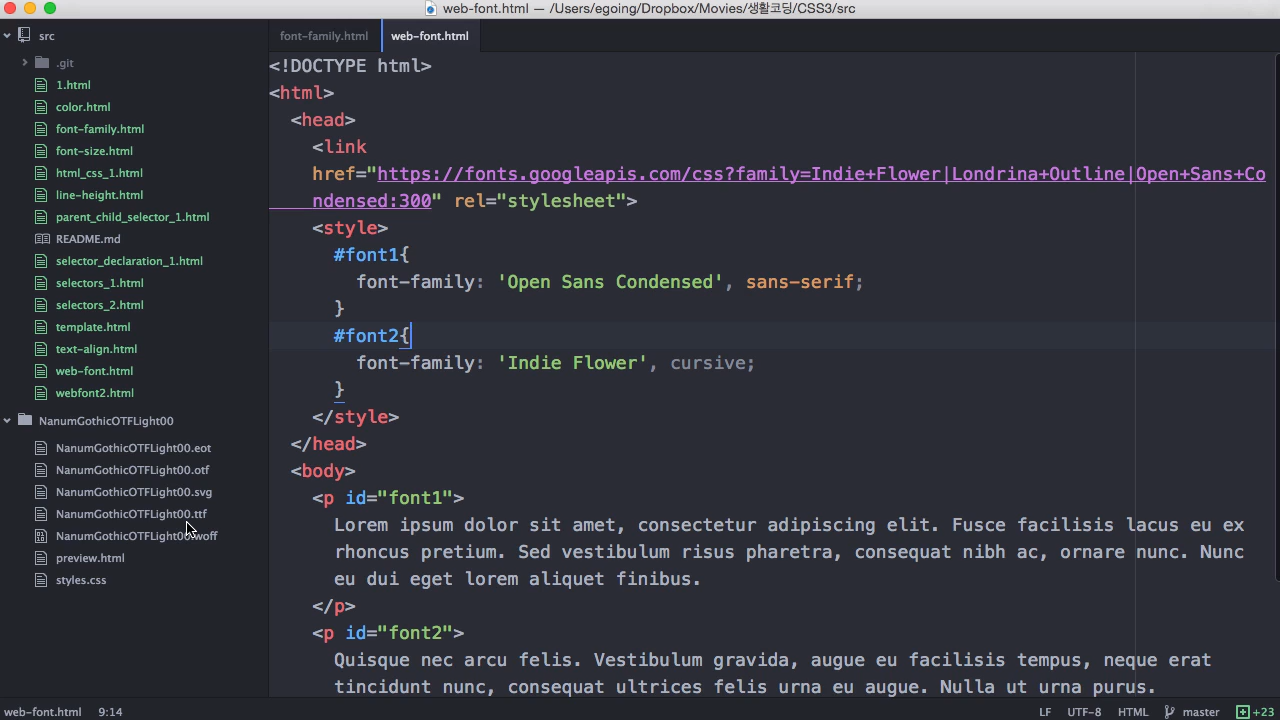 web-font.html — /Users/egoing/Dropbox/Movies/생활코딩/CSS3/src
src
.git
1.html
color.html
font-family.html
font-size.html
html_css_1.html
line-height.html
parent_child_selector_1.html
README.md
selector_declaration_1.html
selectors_1.html
selectors_2.html
template.html
text-align.html
web-font.html
webfont2.html
NanumGothicOTFLight00
NanumGothicOTFLight00.eot
NanumGothicOTFLight00.otf
NanumGothicOTFLight00.svg
NanumGothicOTFLight00.ttf
NanumGothicOTFLight00.woff
preview.html
styles.css
font-family.html
web-font.html
<!DOCTYPE html>
<html>
<head>
<link
href="https://fonts.googleapis.com/css?family=Indie+Flower|Londrina+Outline|Open+Sans+Co
ndensed:300" rel="stylesheet">
<style>
#font1{
font-family: 'Open Sans Condensed', sans-serif;
}
#font2{
font-family: 'Indie Flower', cursive;
}
</style>
</head>
<body>
<p id="font1">
Lorem ipsum dolor sit amet, consectetur adipiscing elit. Fusce facilisis lacus eu ex
rhoncus pretium. Sed vestibulum risus pharetra, consequat nibh ac, ornare nunc. Nunc
eu dui eget lorem aliquet finibus.
</p>
<p id="font2">
Quisque nec arcu felis. Vestibulum gravida, augue eu facilisis tempus, neque erat
tincidunt nunc, consequat ultrices felis urna eu augue. Nulla ut urna purus.
web-font.html 9:14
LF UTF-8 HTML master +23